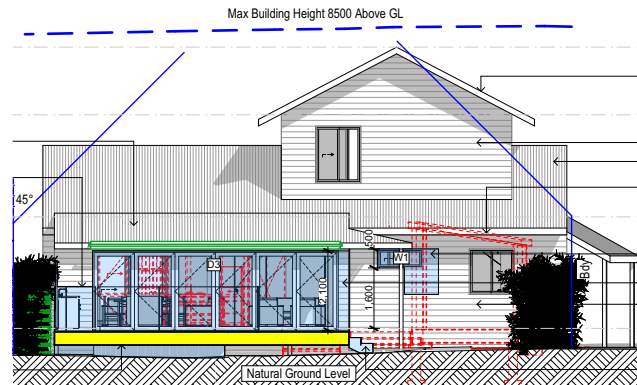 Max Building Height 8500 Above GL
45°
500
W1
D3
Bdy
2,100
1,600
Natural Ground Level